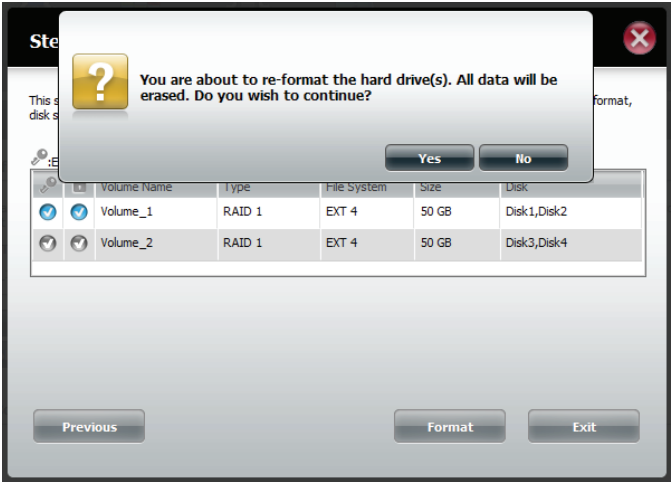 Ste
You are about to re-format the hard drive(s). All data will be
erased. Do you wish to continue?
This s
format,
disk s
Yes No
:E
Volume Name Type File System Size Disk
Volume_1 RAID 1 EXT 4 50 GB Disk1,Disk2
Volume_2 RAID 1 EXT 4 50 GB Disk3,Disk4
Previous Format Exit